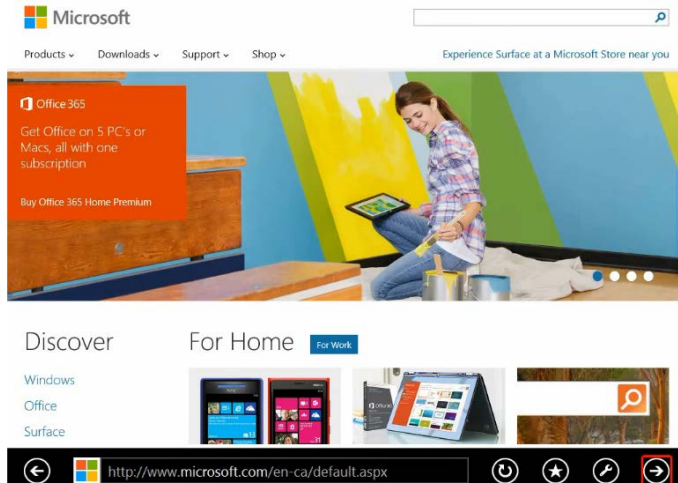 Microsoft
Products Downloads Support Shop
Experience Surface at a Microsoft Store near you
Office 365
Get Office on 5 PC's or
Macs, all with one
subscription
Buy Office 365 Home Premium
Discover
For Home
For Work
Windows
Office
Surface
http://www.microsoft.com/en-ca/default.aspx